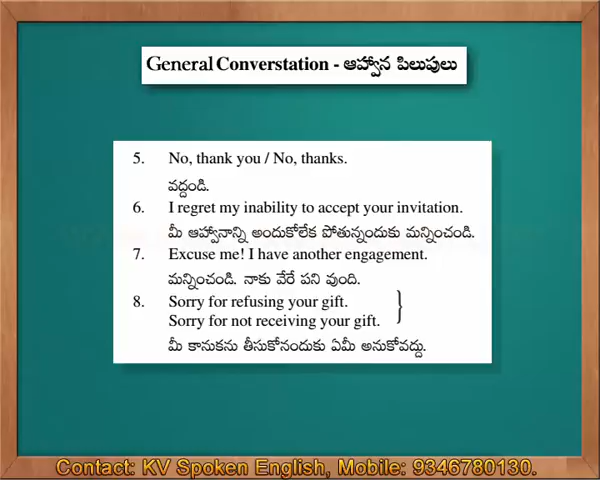 General Converstation - ఆహ్వాన పిలుపులు
5. No, thank you / No, thanks.
వద్దండి.
6. I regret my inability to accept your invitation.
మీ ఆహ్వానాన్ని అందుకోలేక పోతున్నందుకు మన్నించండి.
7. Excuse me! I have another engagement.
మన్నించండి. నాకు వేరే పని వుంది.
8. Sorry for refusing your gift.
Sorry for not receiving your gift. }
మీ కానుకను తీసుకోనందుకు ఏమీ అనుకోవద్దు.
Contact: KV Spoken English, Mobile: 9346780130.